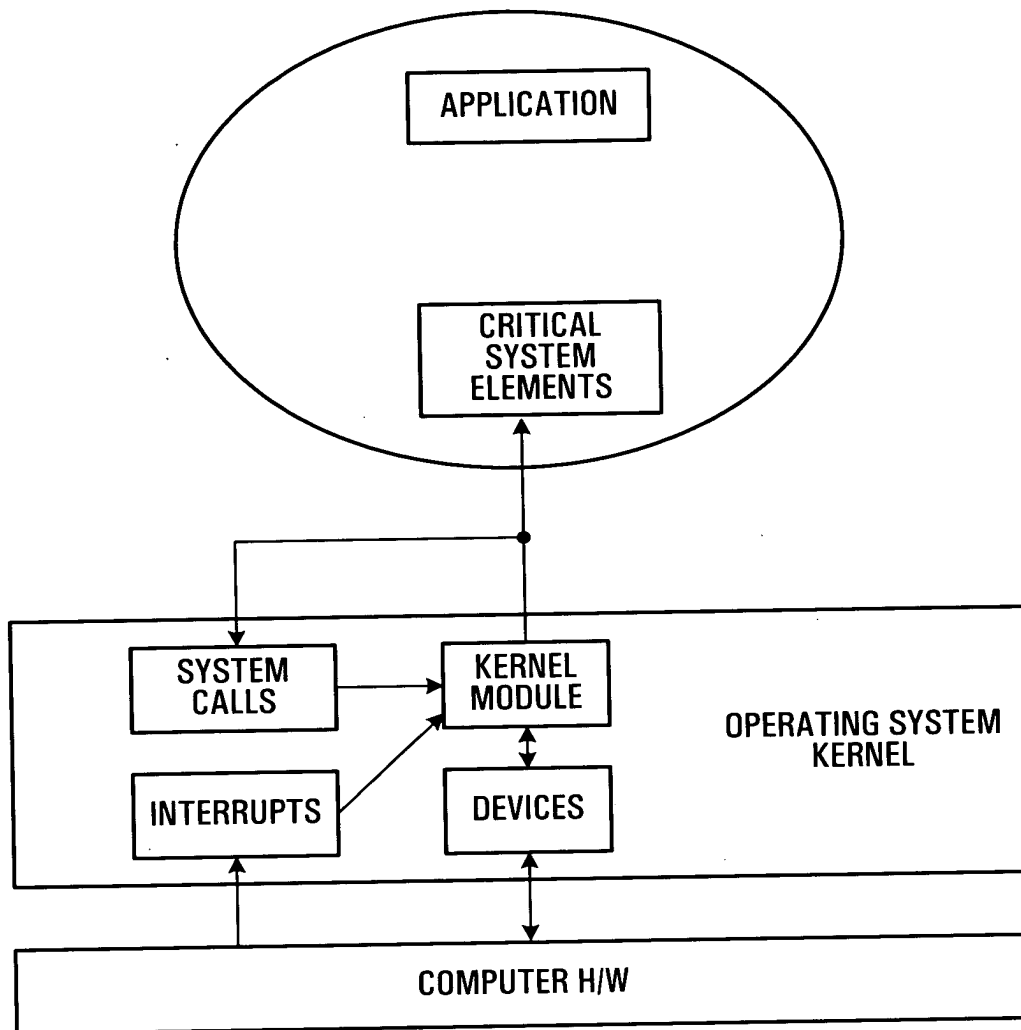 APPLICATION
CRITICAL
SYSTEM
ELEMENTS
SYSTEM
CALLS
KERNEL
MODULE
OPERATING SYSTEM
KERNEL
INTERRUPTS
DEVICES
COMPUTER H/W